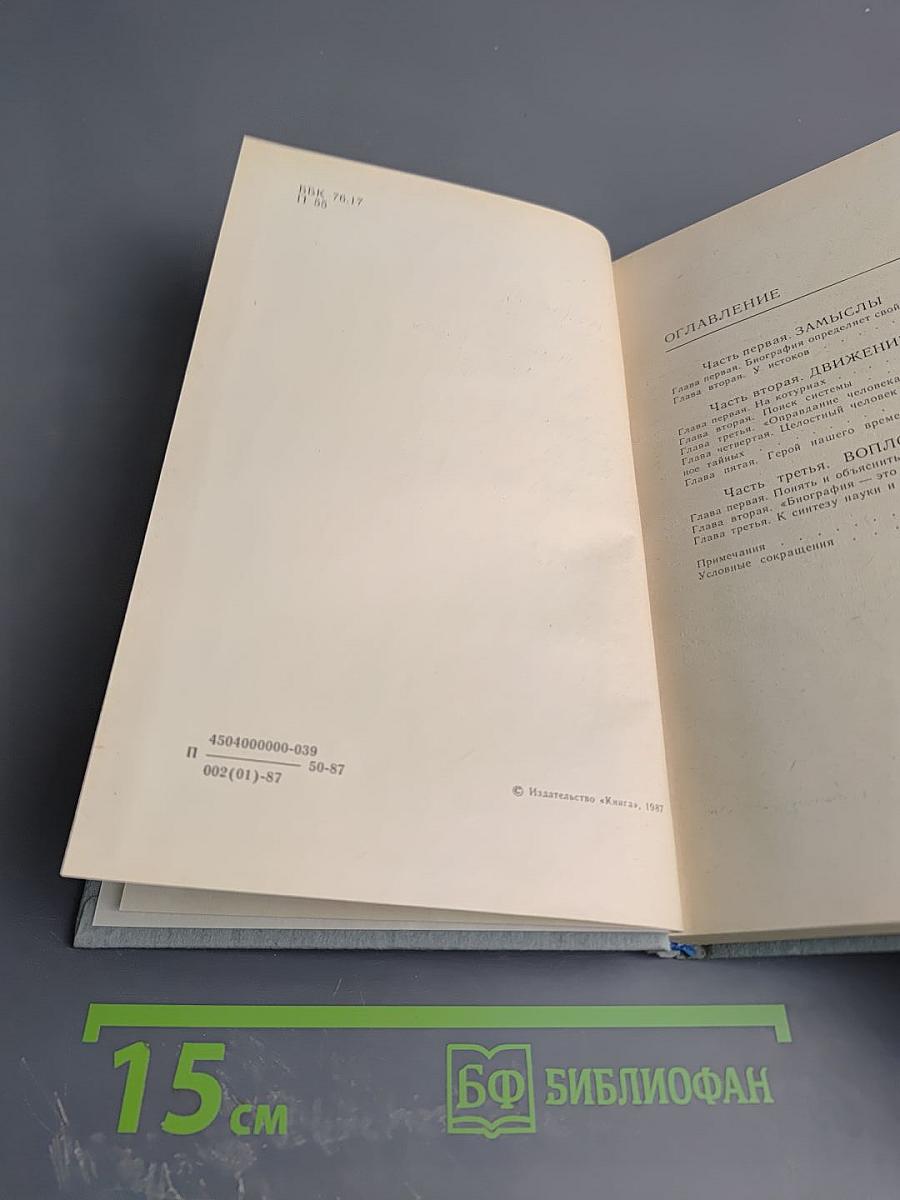 ББК 76.17
П 55
П 4504000000-039
002(01)-87
50-87
© Издательство «Книга», 1987
ОГЛАВЛЕНИЕ
Часть первая. ЗАМЫСЛЫ
Глава первая. Биография определяет свой
Глава вторая. У истоков
Часть вторая. ДВИЖЕНИ
Глава первая. На котурнах
Глава вторая. Поиск системы
Глава третья. «Оправдание человека
Глава четвертая. Целостный человек
ное тайных
Глава пятая. Герой нашего време
Часть третья. ВОПЛО
Глава первая. Понять и объяснить
Глава вторая. «Биография — это
Глава третья. К синтезу науки и
Примечания
Условные сокращения
15 см
БФ БИБЛИОФАН